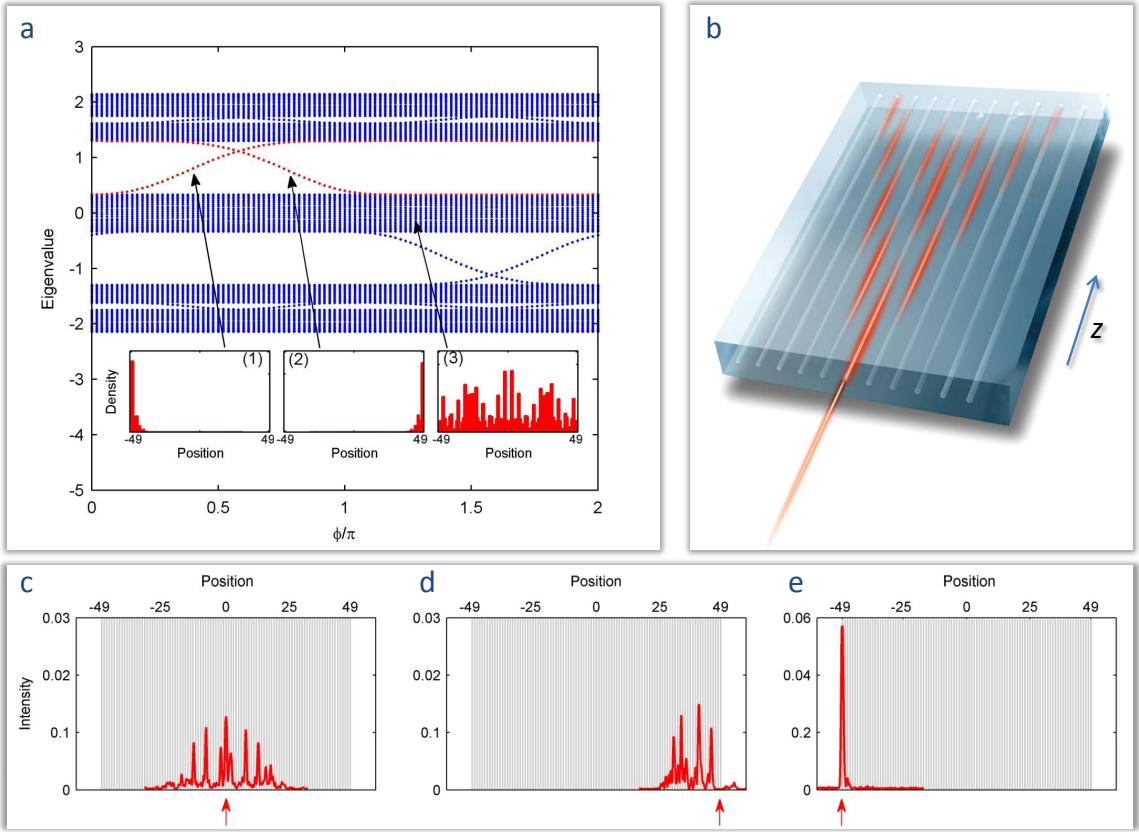 a
3
2
1
0
-1
-2
-3
-4
-5
Eigenvalue
0 0.5 1 1.5 2
ϕ/π
(1) (2) (3)
Density
-49 49 -49 49 -49 49
Position Position Position
b
z
c
Position
-49 -25 0 25 49
0.03
0.02
0.1
0
Intensity
d
Position
-49 -25 0 25 49
0.03
0.02
0.1
0
e
Position
-49 -25 0 25 49
0.06
0.04
0.2
0